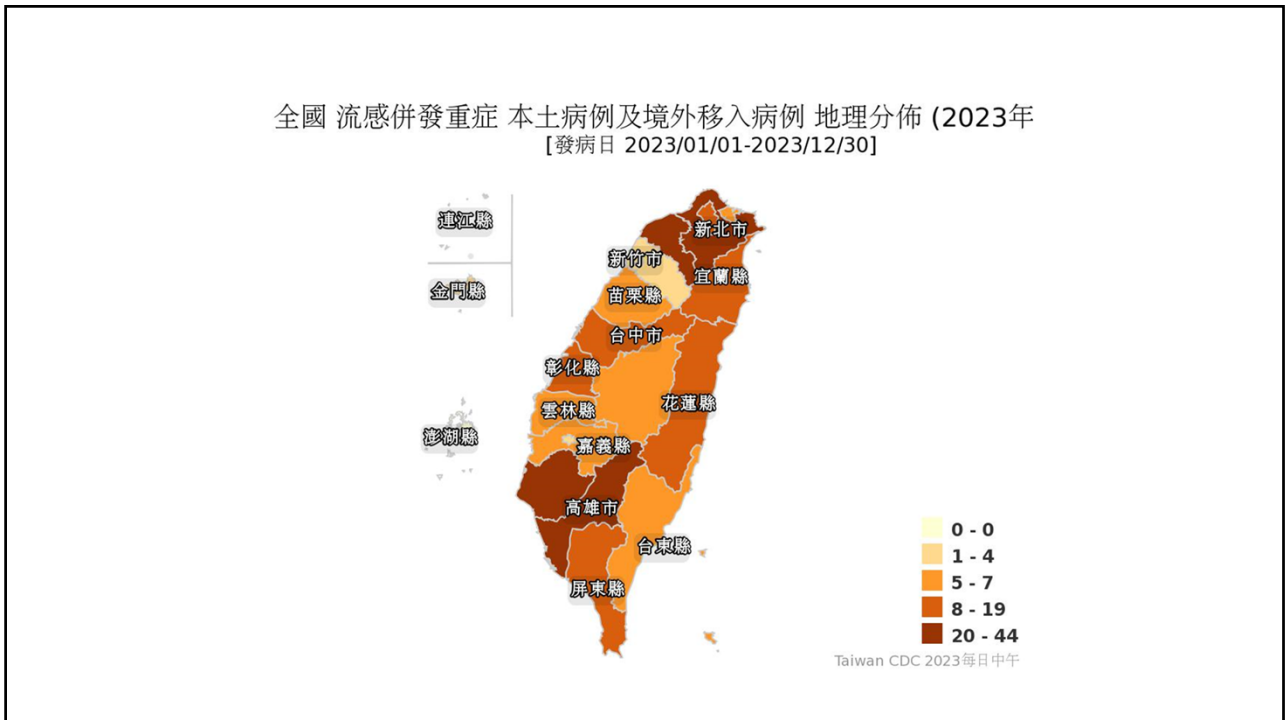 全國 流感併發重症 本土病例及境外移入病例 地理分佈 (2023年
[發病日 2023/01/01-2023/12/30]
連江縣
新北市
新竹市
宜蘭縣
金門縣
苗栗縣
台中市
彰化縣
花蓮縣
雲林縣
澎湖縣
嘉義縣
高雄市
台東縣
屏東縣
0 - 0
1 - 4
5 - 7
8 - 19
20 - 44
Taiwan CDC 2023每日中午